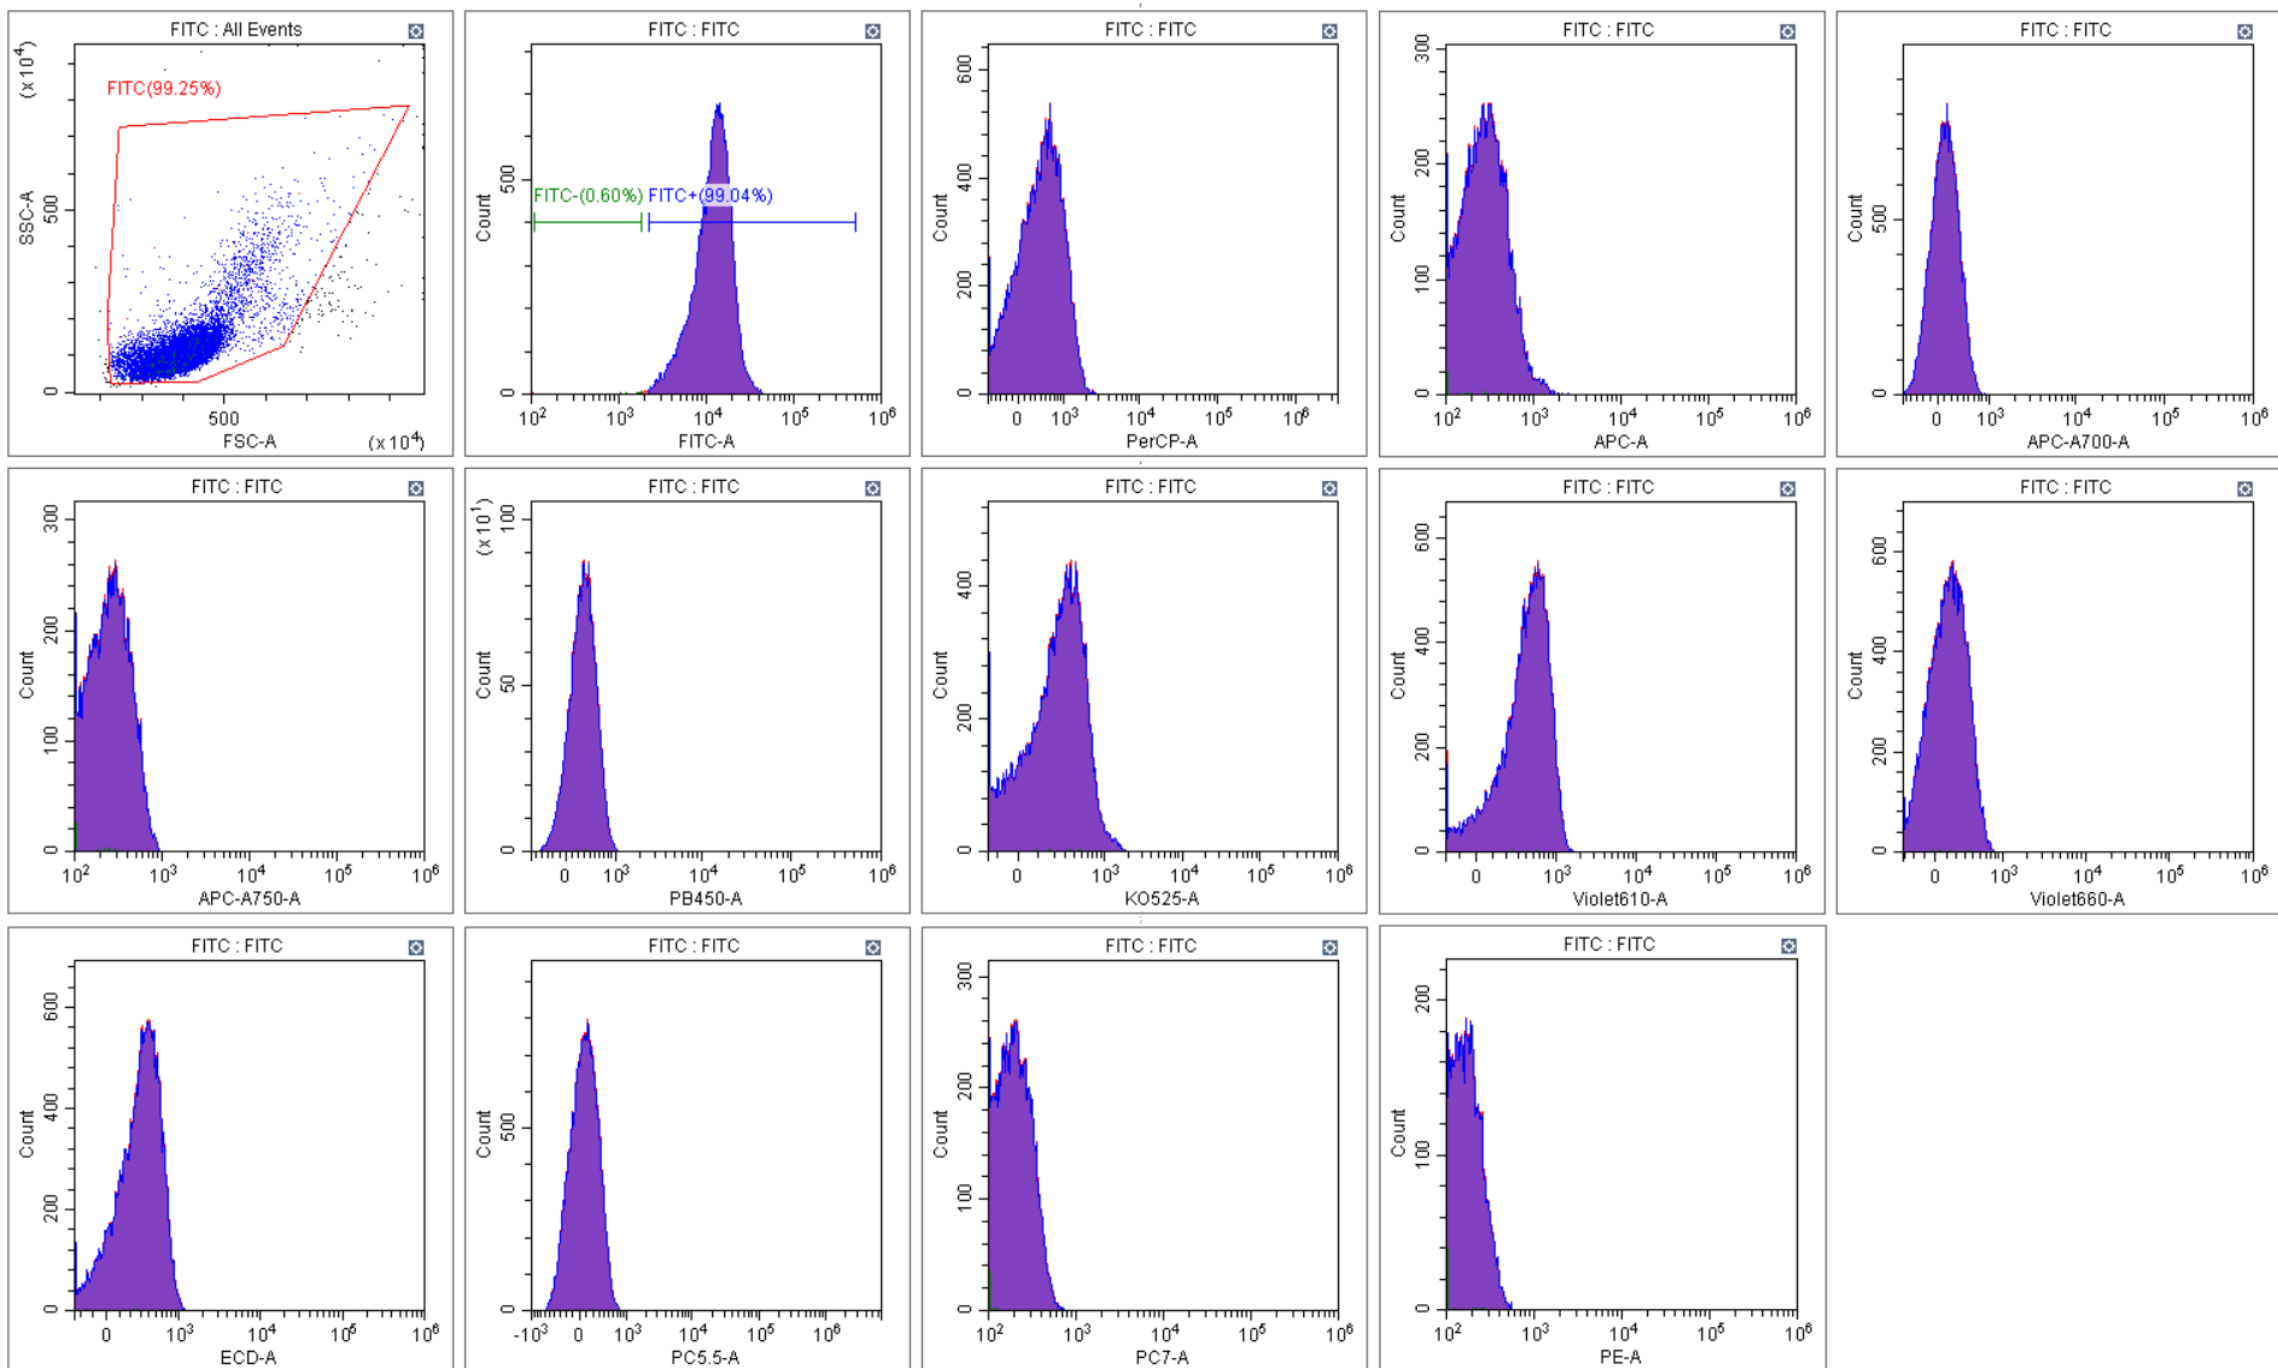 FITC : All Events
(x 10⁴)
FITC(99.25%)
SSC-A
500
0
500
FSC-A
(x 10⁴)
FITC : FITC
Count
500
0
FITC-(0.60%)
FITC+(99.04%)
10² 10³ 10⁴ 10⁵ 10⁶
FITC-A
FITC : FITC
Count
600
400
200
0
0 10³ 10⁴ 10⁵ 10⁶
PerCP-A
FITC : FITC
Count
300
200
100
0
10² 10³ 10⁴ 10⁵ 10⁶
APC-A
FITC : FITC
Count
500
0
0 10³ 10⁴ 10⁵ 10⁶
APC-A700-A
FITC : FITC
Count
300
200
100
0
10² 10³ 10⁴ 10⁵ 10⁶
APC-A750-A
FITC : FITC
(x 10¹)
Count
100
50
0
0 10³ 10⁴ 10⁵ 10⁶
PB450-A
FITC : FITC
Count
400
200
0
0 10³ 10⁴ 10⁵ 10⁶
KO525-A
FITC : FITC
Count
600
400
200
0
0 10³ 10⁴ 10⁵ 10⁶
Violet610-A
FITC : FITC
Count
600
400
200
0
0 10³ 10⁴ 10⁵ 10⁶
Violet660-A
FITC : FITC
Count
600
400
200
0
0 10³ 10⁴ 10⁵ 10⁶
ECD-A
FITC : FITC
Count
500
0
-10³ 0 10³ 10⁴ 10⁵ 10⁶
PC5.5-A
FITC : FITC
Count
300
200
100
0
10² 10³ 10⁴ 10⁵ 10⁶
PC7-A
FITC : FITC
Count
200
100
0
10² 10³ 10⁴ 10⁵ 10⁶
PE-A